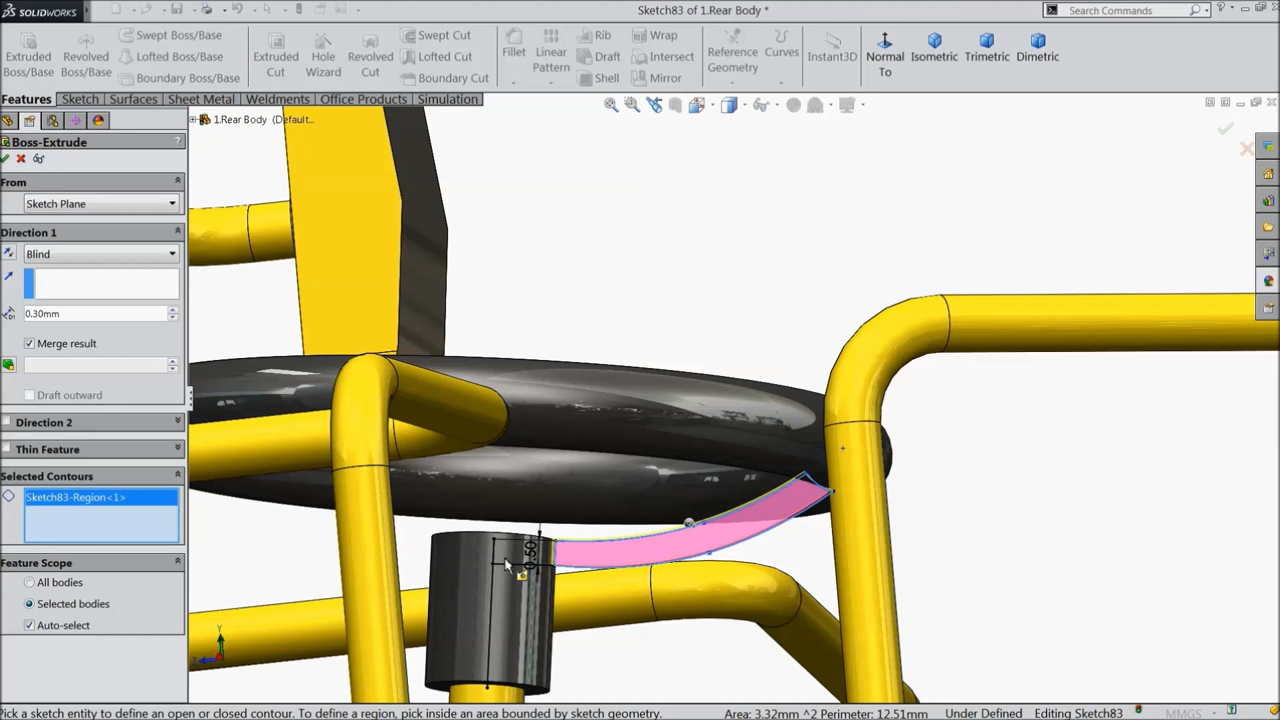 SOLIDWORKS
Sketch83 of 1.Rear Body *
Search Commands
Extruded Boss/Base
Revolved Boss/Base
Swept Boss/Base
Lofted Boss/Base
Boundary Boss/Base
Extruded Cut
Hole Wizard
Revolved Cut
Swept Cut
Lofted Cut
Boundary Cut
Fillet
Linear Pattern
Rib
Draft
Shell
Wrap
Intersect
Mirror
Reference Geometry
Curves
Instant3D
Normal To
Isometric
Trimetric
Dimetric
Features
Sketch
Surfaces
Sheet Metal
Weldments
Office Products
Simulation
1.Rear Body (Default...
Boss-Extrude
?
From
Sketch Plane
Direction 1
Blind
0.30mm
Merge result
Draft outward
Direction 2
Thin Feature
Selected Contours
Sketch83-Region<1>
Feature Scope
All bodies
Selected bodies
Auto-select
0.50
Y
Z
Pick a sketch entity to define an open or closed contour. To define a region, pick inside an area bounded by sketch geometry.
Area: 3.32mm^2 Perimeter: 12.51mm
Under Defined
Editing Sketch83
MMGS